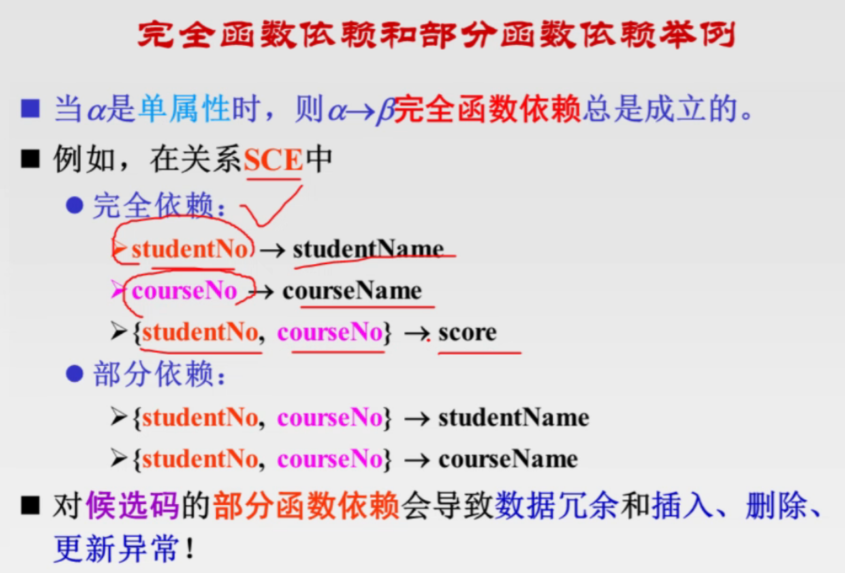 完全函数依赖和部分函数依赖举例
当α是单属性时，则α→β完全函数依赖总是成立的。
例如，在关系SCE中
完全依赖：
studentNo → studentName
courseNo → courseName
{studentNo, courseNo} → score
部分依赖：
{studentNo, courseNo} → studentName
{studentNo, courseNo} → courseName
对候选码的部分函数依赖会导致数据冗余和插入、删除、
更新异常！